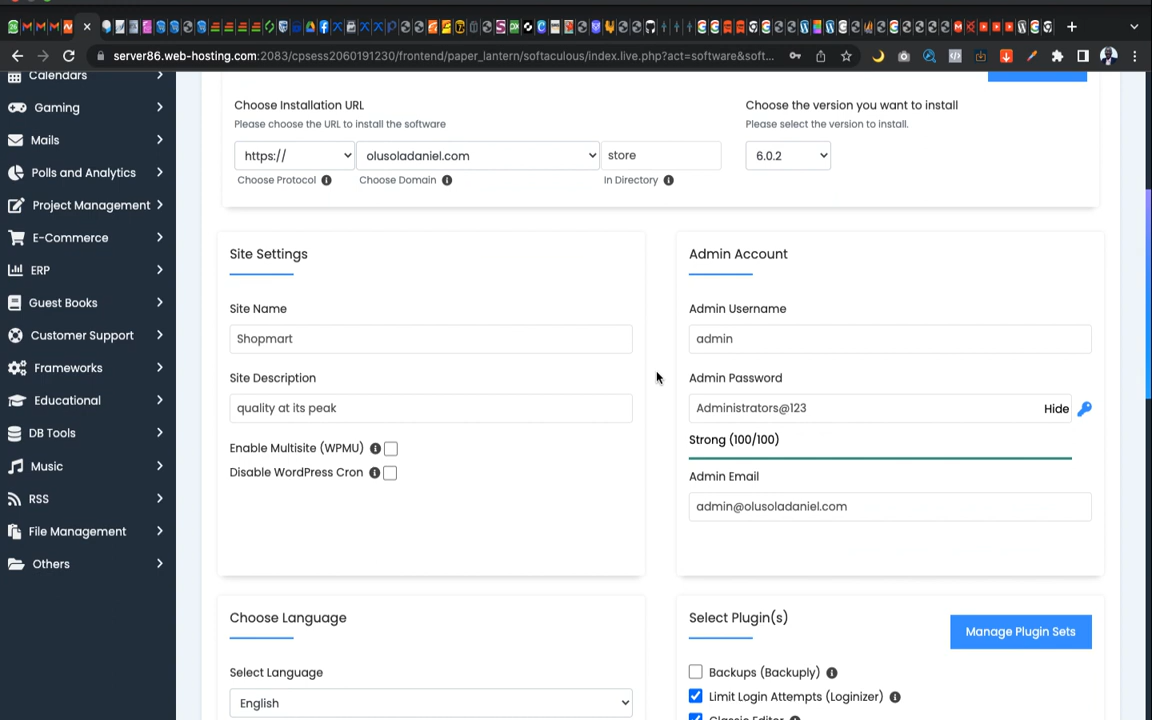 server86.web-hosting.com:2083/cpsess2060191230/frontend/paper_lantern/softaculous/index.live.php?act=software&soft...
Calendars
Gaming
Mails
Polls and Analytics
Project Management
E-Commerce
ERP
Guest Books
Customer Support
Frameworks
Educational
DB Tools
Music
RSS
File Management
Others
Choose Installation URL
Please choose the URL to install the software
https://
olusoladaniel.com
store
Choose Protocol
Choose Domain
In Directory
Choose the version you want to install
Please select the version to install.
6.0.2
Site Settings
Site Name
Shopmart
Site Description
quality at its peak
Enable Multisite (WPMU)
Disable WordPress Cron
Admin Account
Admin Username
admin
Admin Password
Administrators@123
Hide
Strong (100/100)
Admin Email
admin@olusoladaniel.com
Choose Language
Select Language
English
Select Plugin(s)
Manage Plugin Sets
Backups (Backuply)
Limit Login Attempts (Loginizer)
Classic Editor